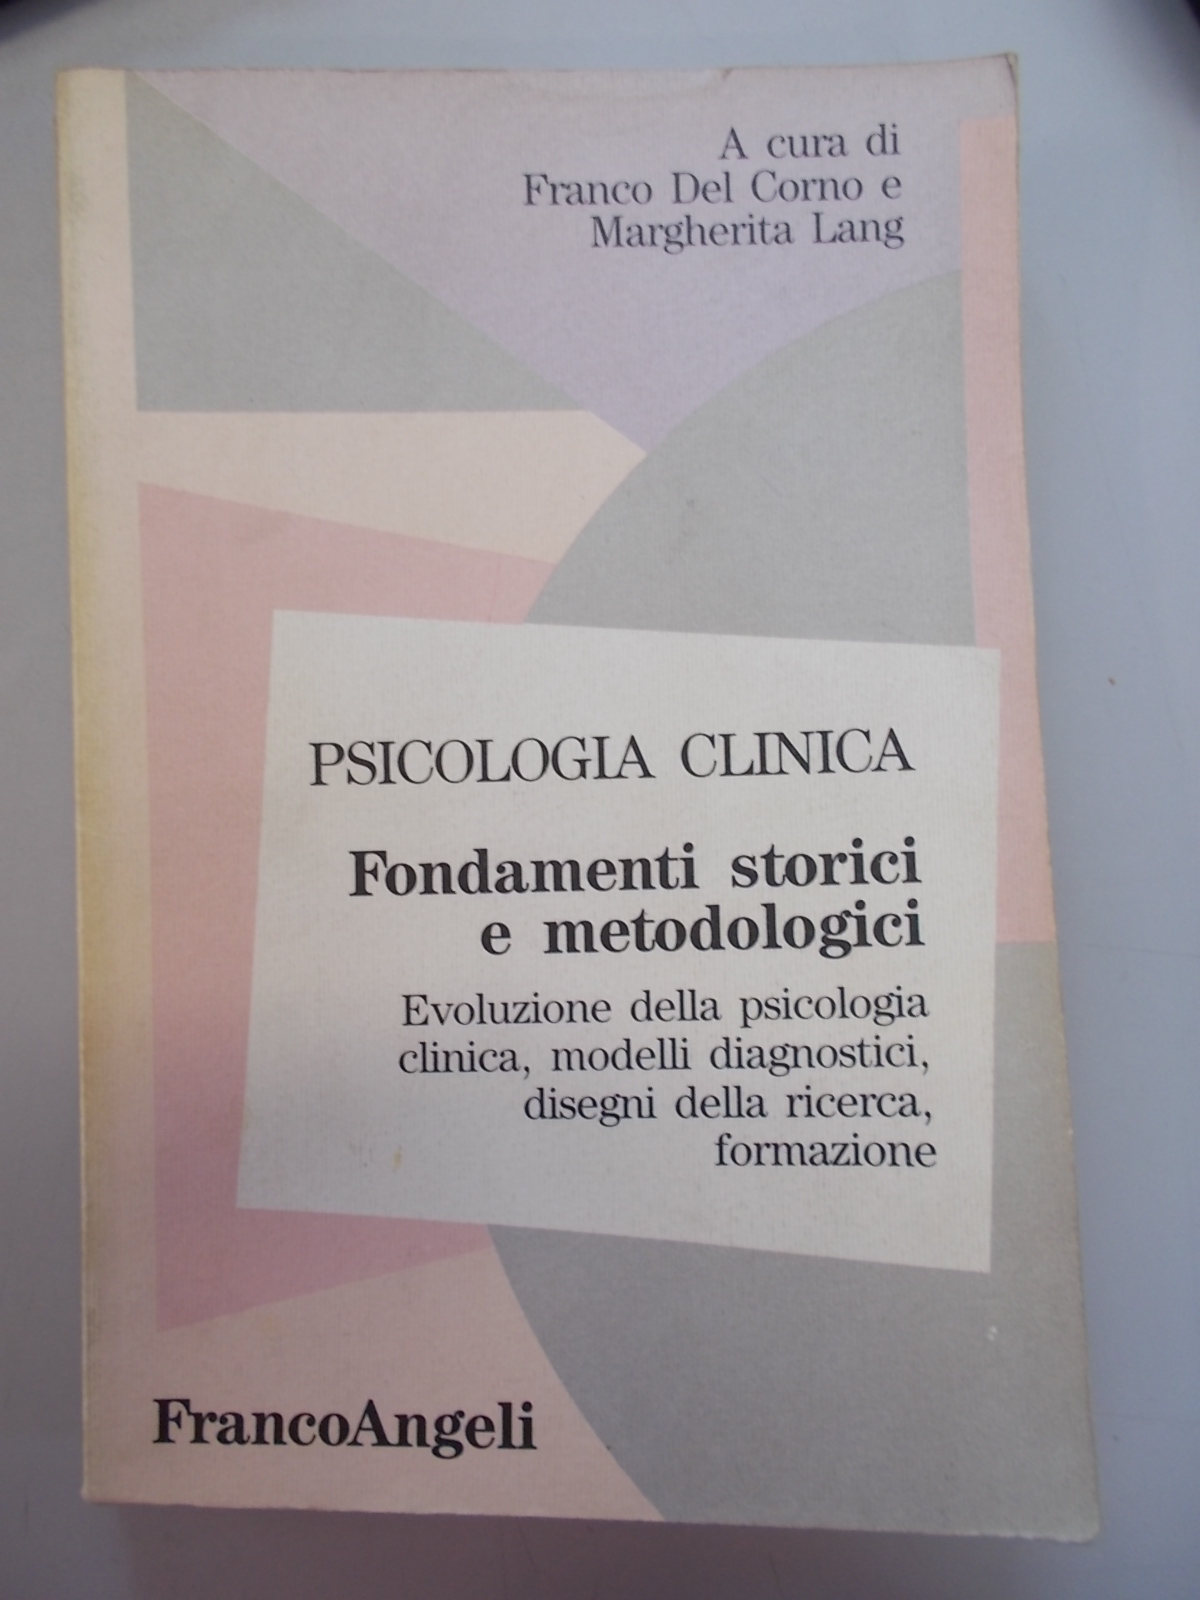 A cura di
Franco Del Corno e
Margherita Lang
PSICOLOGIA CLINICA
Fondamenti storici
e metodologici
Evoluzione della psicologia
clinica, modelli diagnostici,
disegni della ricerca,
formazione
FrancoAngeli